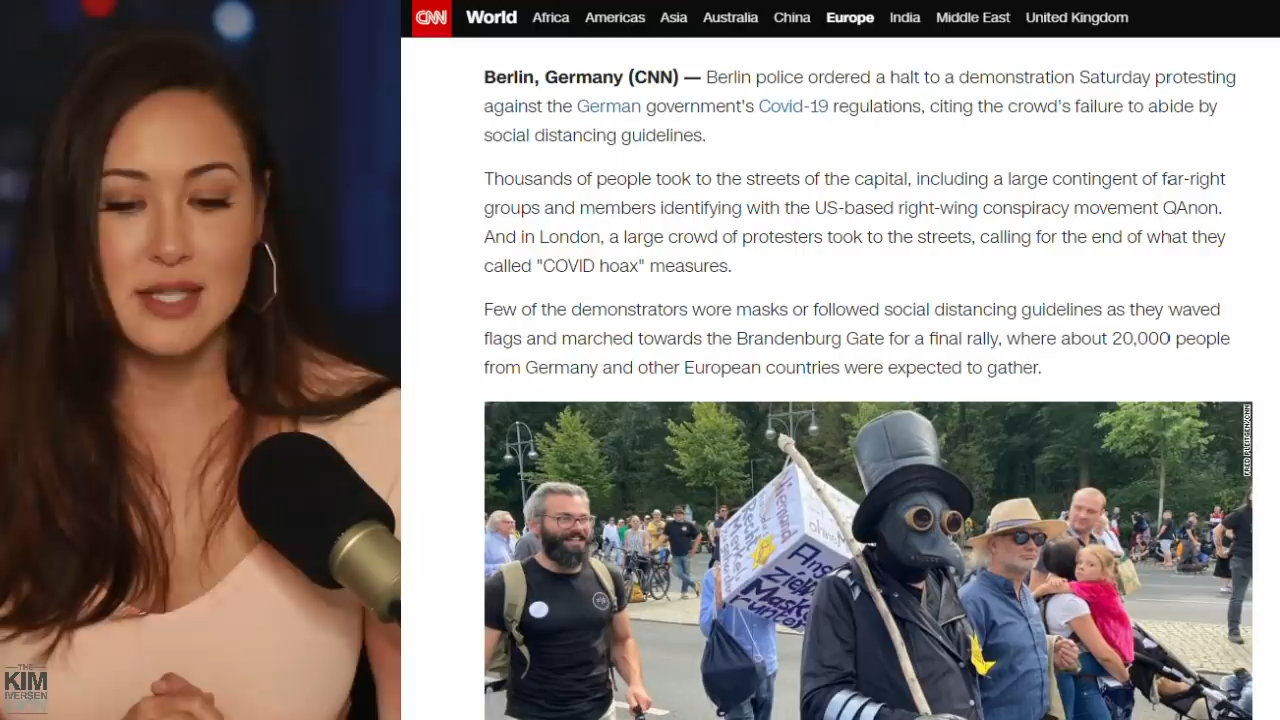 CNN World Africa Americas Asia Australia China Europe India Middle East United Kingdom
Berlin, Germany (CNN) — Berlin police ordered a halt to a demonstration Saturday protesting
against the German government's Covid-19 regulations, citing the crowd's failure to abide by
social distancing guidelines.
Thousands of people took to the streets of the capital, including a large contingent of far-right
groups and members identifying with the US-based right-wing conspiracy movement QAnon.
And in London, a large crowd of protesters took to the streets, calling for the end of what they
called "COVID hoax" measures.
Few of the demonstrators wore masks or followed social distancing guidelines as they waved
flags and marched towards the Brandenburg Gate for a final rally, where about 20,000 people
from Germany and other European countries were expected to gather.
FRED PLEITGEN/CNN
Niemand
THE
KIM
IVERSEN